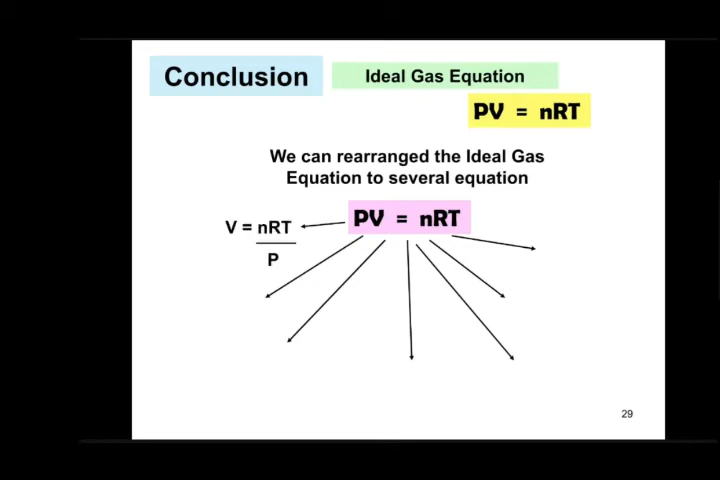 Conclusion
Ideal Gas Equation
PV = nRT
We can rearranged the Ideal Gas
Equation to several equation
PV = nRT
V = nRT
P
29